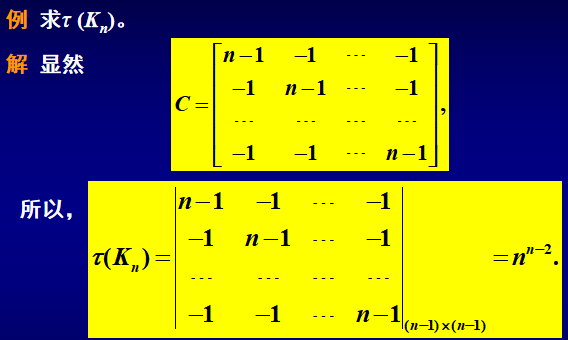 例 求τ (Kn)。
解 显然
C = [ n−1 −1 ⋯ −1
−1 n−1 ⋯ −1
⋯ ⋯ ⋯ ⋯
−1 −1 ⋯ n−1 ],
所以,
τ(Kn) = | n−1 −1 ⋯ −1
−1 n−1 ⋯ −1
⋯ ⋯ ⋯ ⋯
−1 −1 ⋯ n−1 |(n−1)×(n−1) = n^{n−2}.